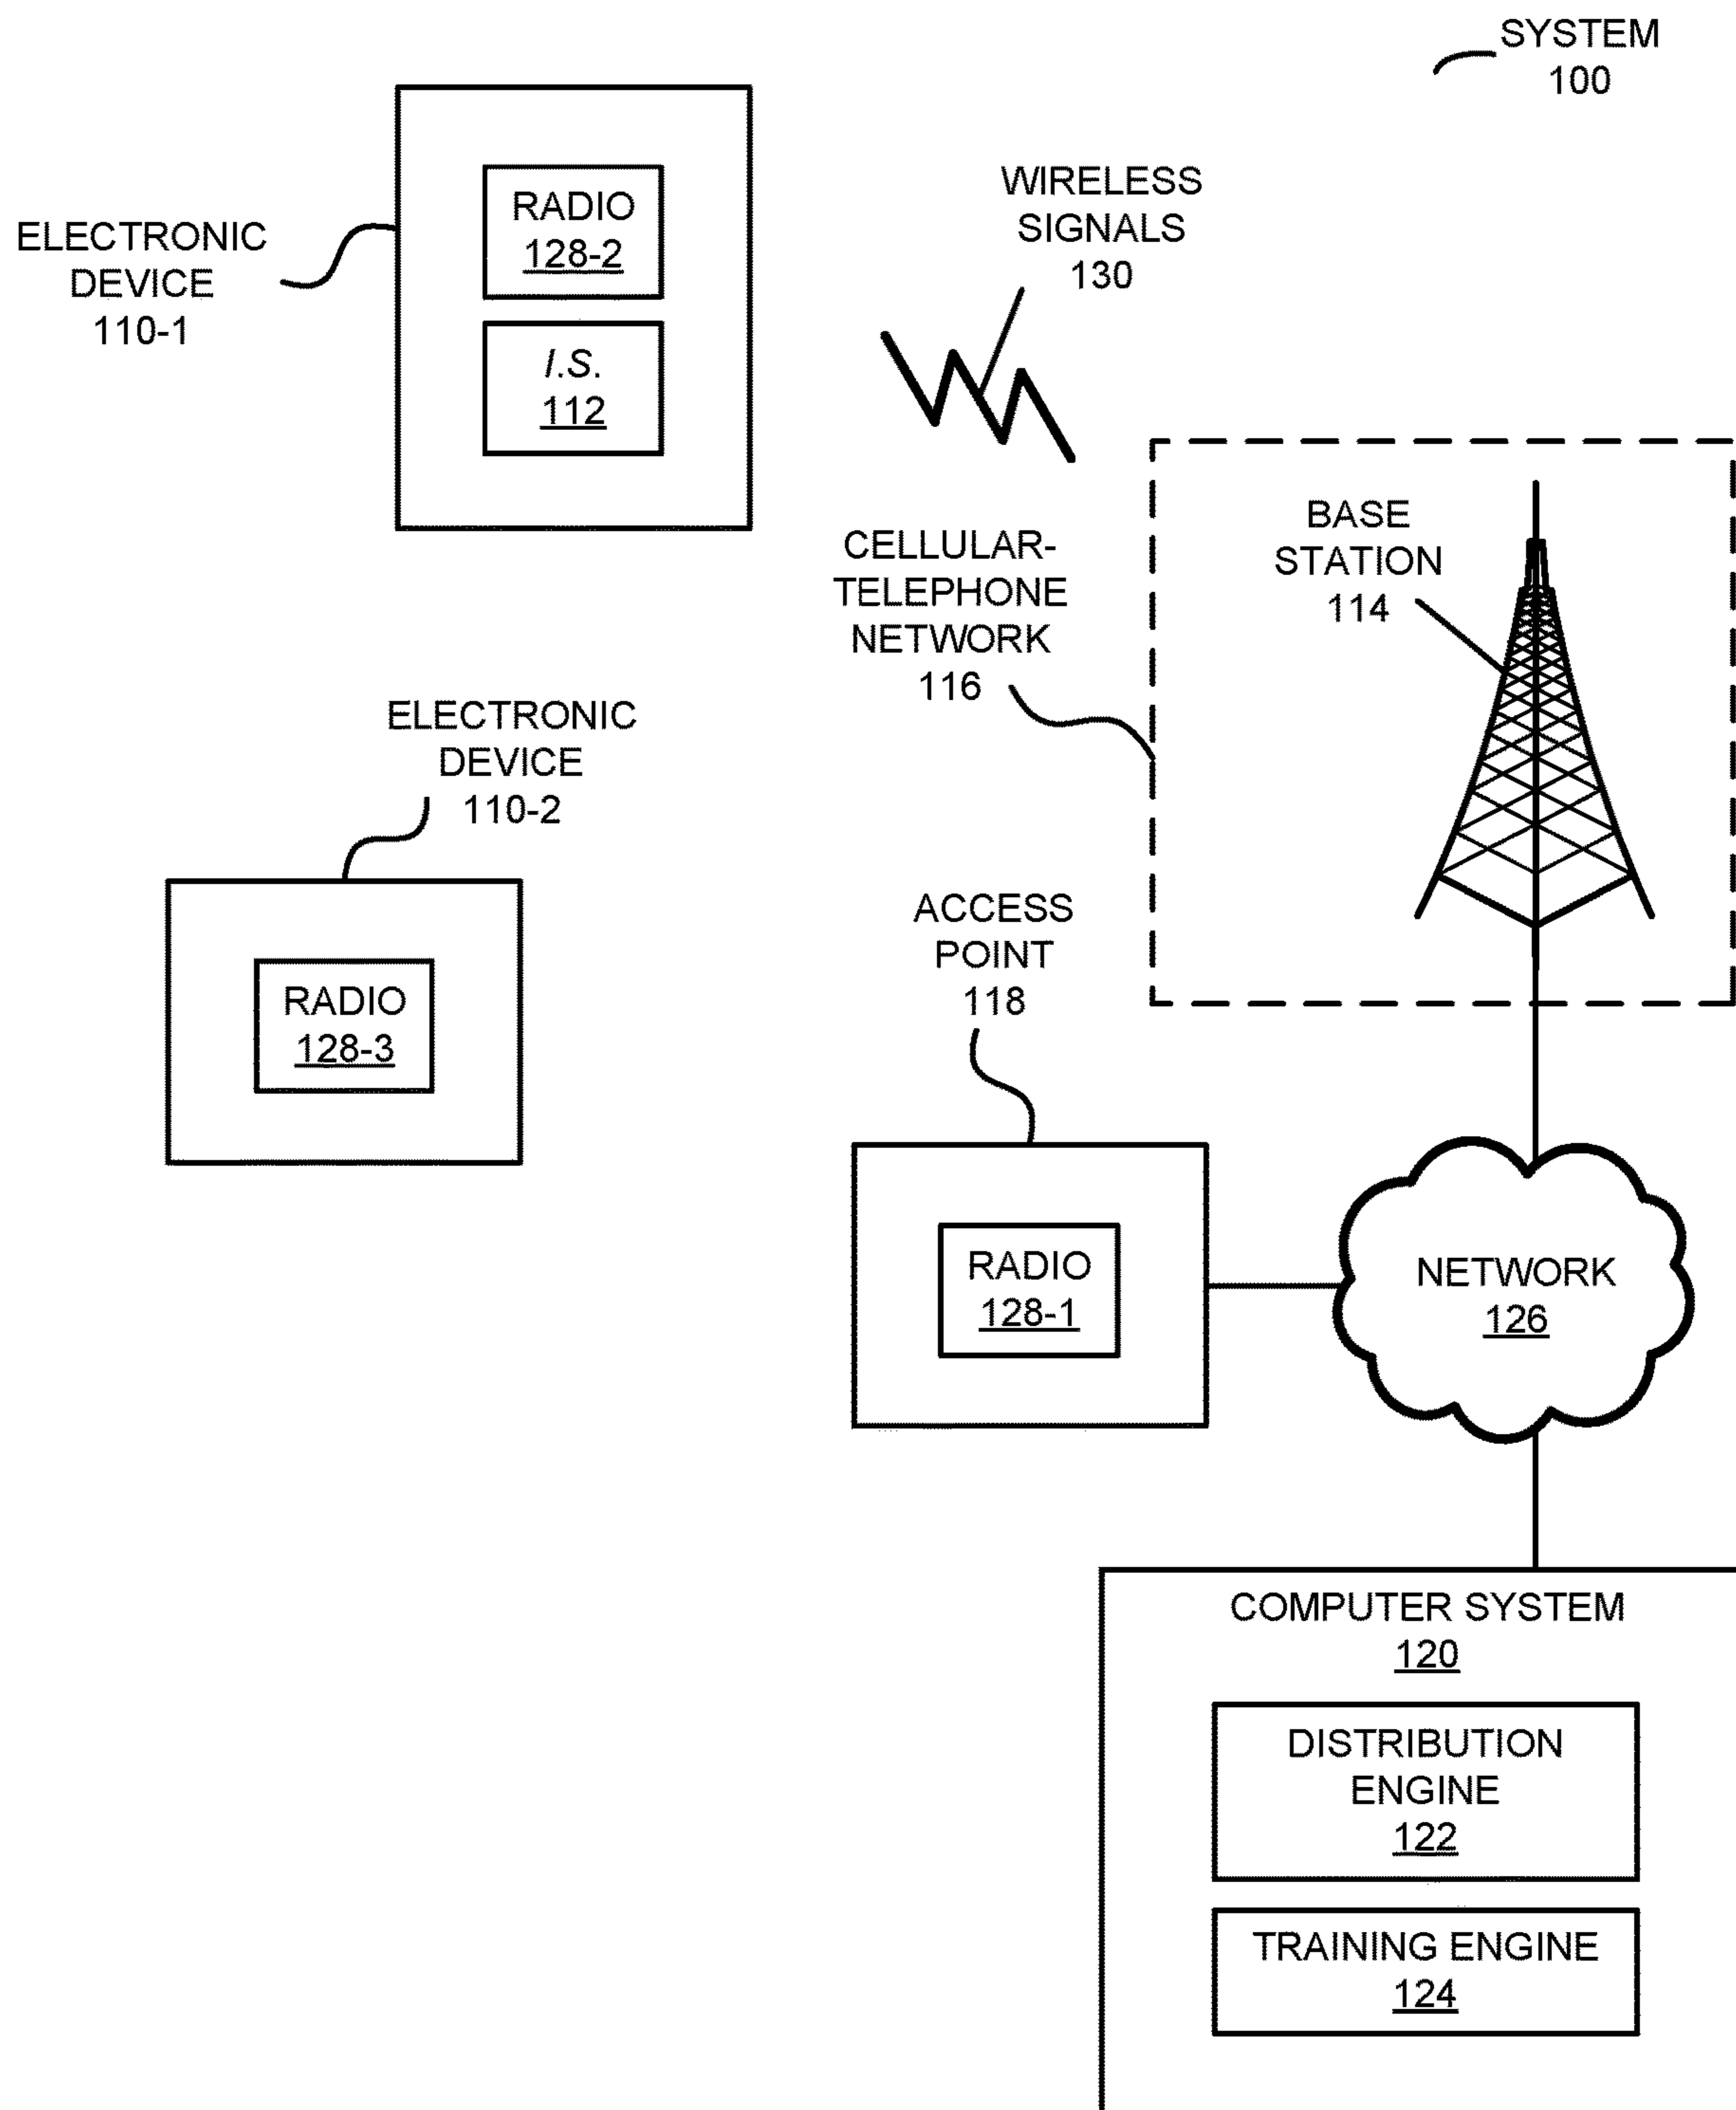 SYSTEM
100
WIRELESS
SIGNALS
130
ELECTRONIC
DEVICE
110-1
RADIO
128-2
I.S.
112
CELLULAR-
TELEPHONE
NETWORK
116
BASE
STATION
114
ELECTRONIC
DEVICE
110-2
RADIO
128-3
ACCESS
POINT
118
RADIO
128-1
NETWORK
126
COMPUTER SYSTEM
120
DISTRIBUTION
ENGINE
122
TRAINING ENGINE
124